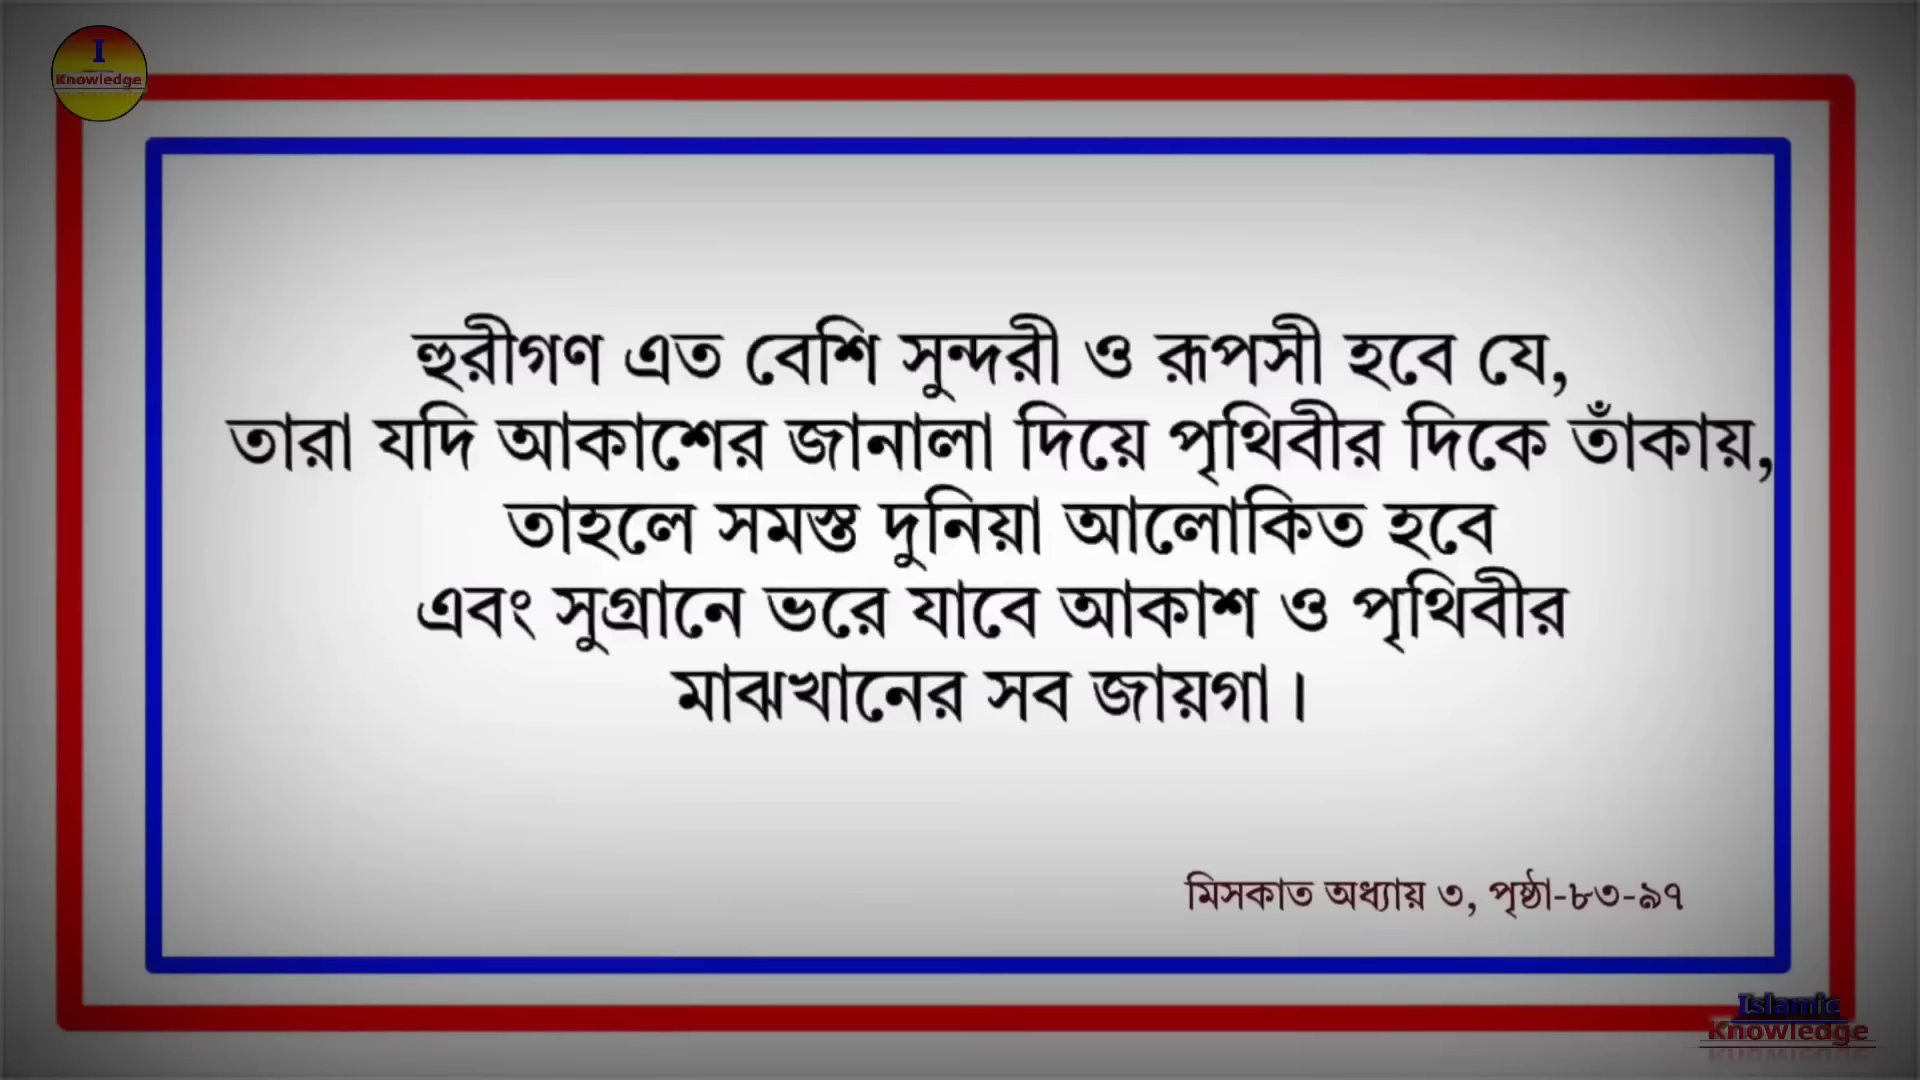 I
Knowledge
হুরীগণ এত বেশি সুন্দরী ও রূপসী হবে যে,
তারা যদি আকাশের জানালা দিয়ে পৃথিবীর দিকে তাঁকায়,
তাহলে সমস্ত দুনিয়া আলোকিত হবে
এবং সুগ্রানে ভরে যাবে আকাশ ও পৃথিবীর
মাঝখানের সব জায়গা।
মিসকাত অধ্যায় ৩, পৃষ্ঠা-৮৩-৯৭
Islamic
Knowledge